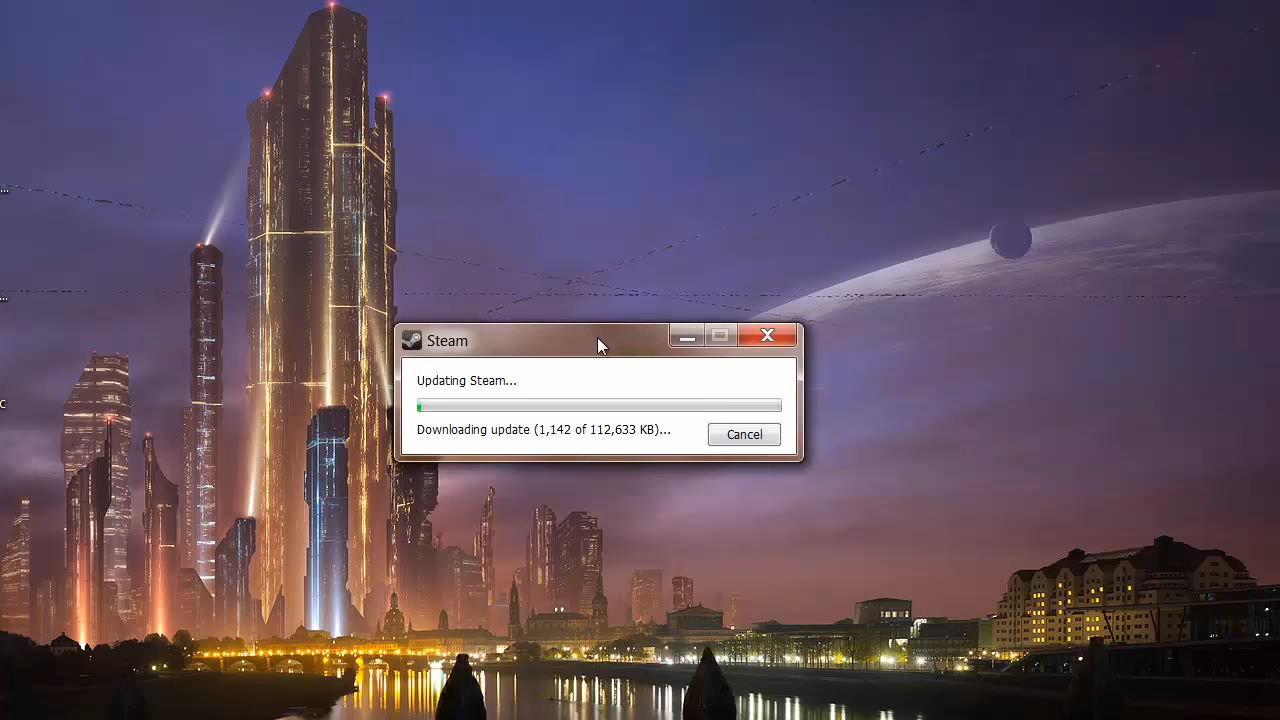 Steam
Updating Steam...
Downloading update (1,142 of 112,633 KB)...
Cancel